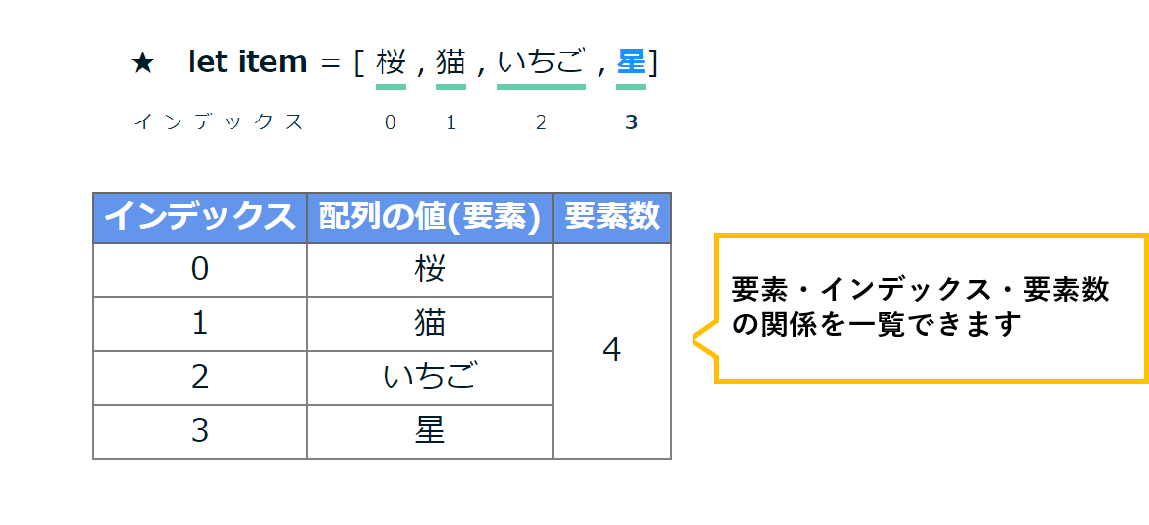 ★ let item = [ 桜 , 猫 , いちご , 星]
インデックス 0 1 2 3
インデックス 配列の値(要素) 要素数
0 桜
1 猫
2 いちご
3 星
4
要素・インデックス・要素数
の関係を一覧できます